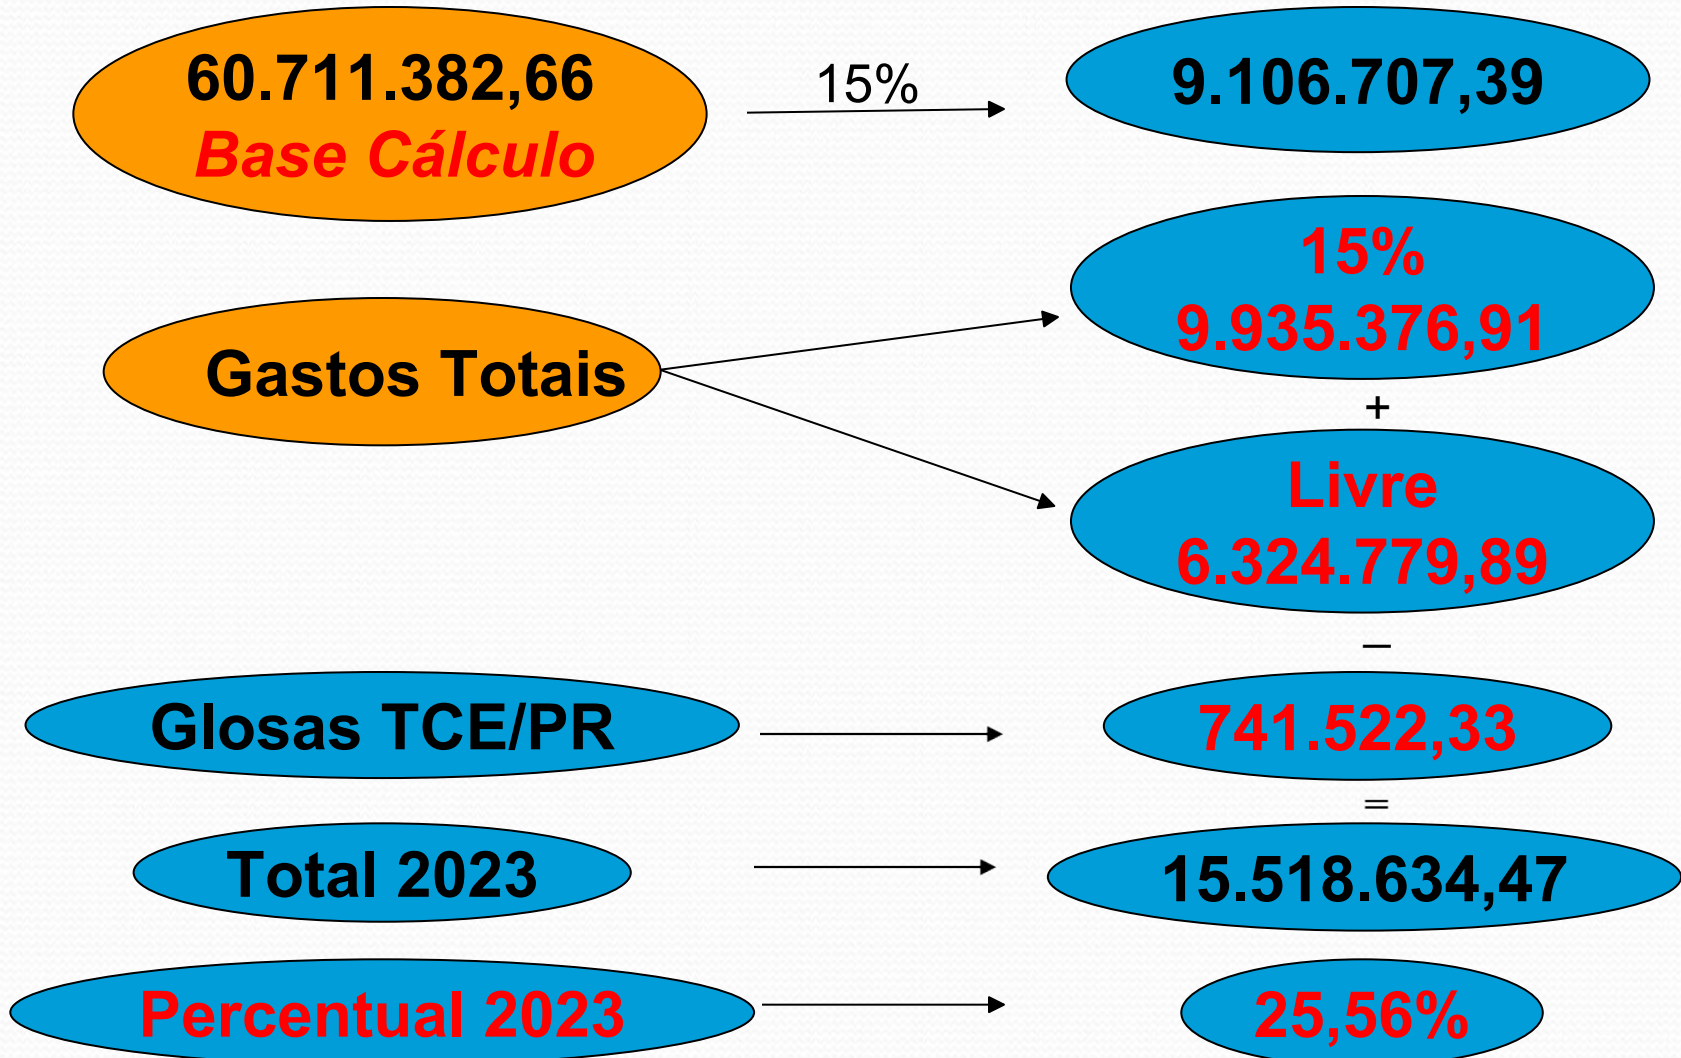 60.711.382,66
Base Cálculo
15%
9.106.707,39
Gastos Totais
15%
9.935.376,91
+
Livre
6.324.779,89
–
Glosas TCE/PR
741.522,33
=
Total 2023
15.518.634,47
Percentual 2023
25,56%